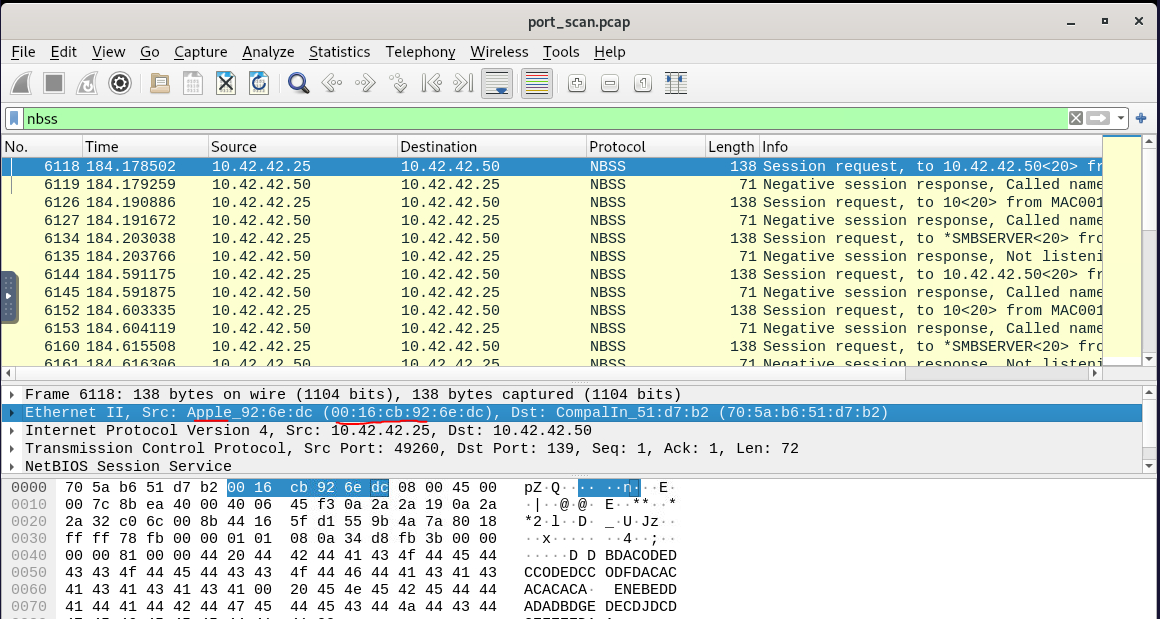 port_scan.pcap
File Edit View Go Capture Analyze Statistics Telephony Wireless Tools Help
nbss
No. Time Source Destination Protocol Length Info
6118 184.178502 10.42.42.25 10.42.42.50 NBSS 138 Session request, to 10.42.42.50<20> fr
6119 184.179259 10.42.42.50 10.42.42.25 NBSS 71 Negative session response, Called name
6126 184.190886 10.42.42.25 10.42.42.50 NBSS 138 Session request, to 10<20> from MAC001
6127 184.191672 10.42.42.50 10.42.42.25 NBSS 71 Negative session response, Called name
6134 184.203038 10.42.42.25 10.42.42.50 NBSS 138 Session request, to *SMBSERVER<20> fro
6135 184.203766 10.42.42.50 10.42.42.25 NBSS 71 Negative session response, Not listeni
6144 184.591175 10.42.42.25 10.42.42.50 NBSS 138 Session request, to 10.42.42.50<20> fr
6145 184.591875 10.42.42.50 10.42.42.25 NBSS 71 Negative session response, Called name
6152 184.603335 10.42.42.25 10.42.42.50 NBSS 138 Session request, to 10<20> from MAC001
6153 184.604119 10.42.42.50 10.42.42.25 NBSS 71 Negative session response, Called name
6160 184.615508 10.42.42.25 10.42.42.50 NBSS 138 Session request, to *SMBSERVER<20> fro
6161 184.616306 10.42.42.50 10.42.42.25 NBSS 71 Negative session response, Not listeni
Frame 6118: 138 bytes on wire (1104 bits), 138 bytes captured (1104 bits)
Ethernet II, Src: Apple_92:6e:dc (00:16:cb:92:6e:dc), Dst: CompalIn_51:d7:b2 (70:5a:b6:51:d7:b2)
Internet Protocol Version 4, Src: 10.42.42.25, Dst: 10.42.42.50
Transmission Control Protocol, Src Port: 49260, Dst Port: 139, Seq: 1, Ack: 1, Len: 72
NetBIOS Session Service
0000 70 5a b6 51 d7 b2 00 16 cb 92 6e dc 08 00 45 00 pZ·Q·· ·· ··n···E·
0010 00 7c 8b ea 40 00 40 06 45 f3 0a 2a 2a 19 0a 2a ·|··@·@· E··**··*
0020 2a 32 c0 6c 00 8b 44 16 5f d1 55 9b 4a 7a 80 18 *2·l··D· _·U·Jz··
0030 ff ff 78 fb 00 00 01 01 08 0a 34 d8 fb 3b 00 00 ··x····· ··4··;··
0040 00 00 81 00 00 44 20 44 42 44 41 43 4f 44 45 44 ·····D D BDACODED
0050 43 43 4f 44 45 44 43 43 4f 44 46 44 41 43 41 43 CCODEDCC ODFDACAC
0060 41 43 41 43 41 43 41 00 20 45 4e 45 42 45 44 44 ACACACA· ENEBEDD
0070 41 44 41 44 42 44 47 45 44 45 43 44 4a 44 43 44 ADADBDGE DECDJDCD